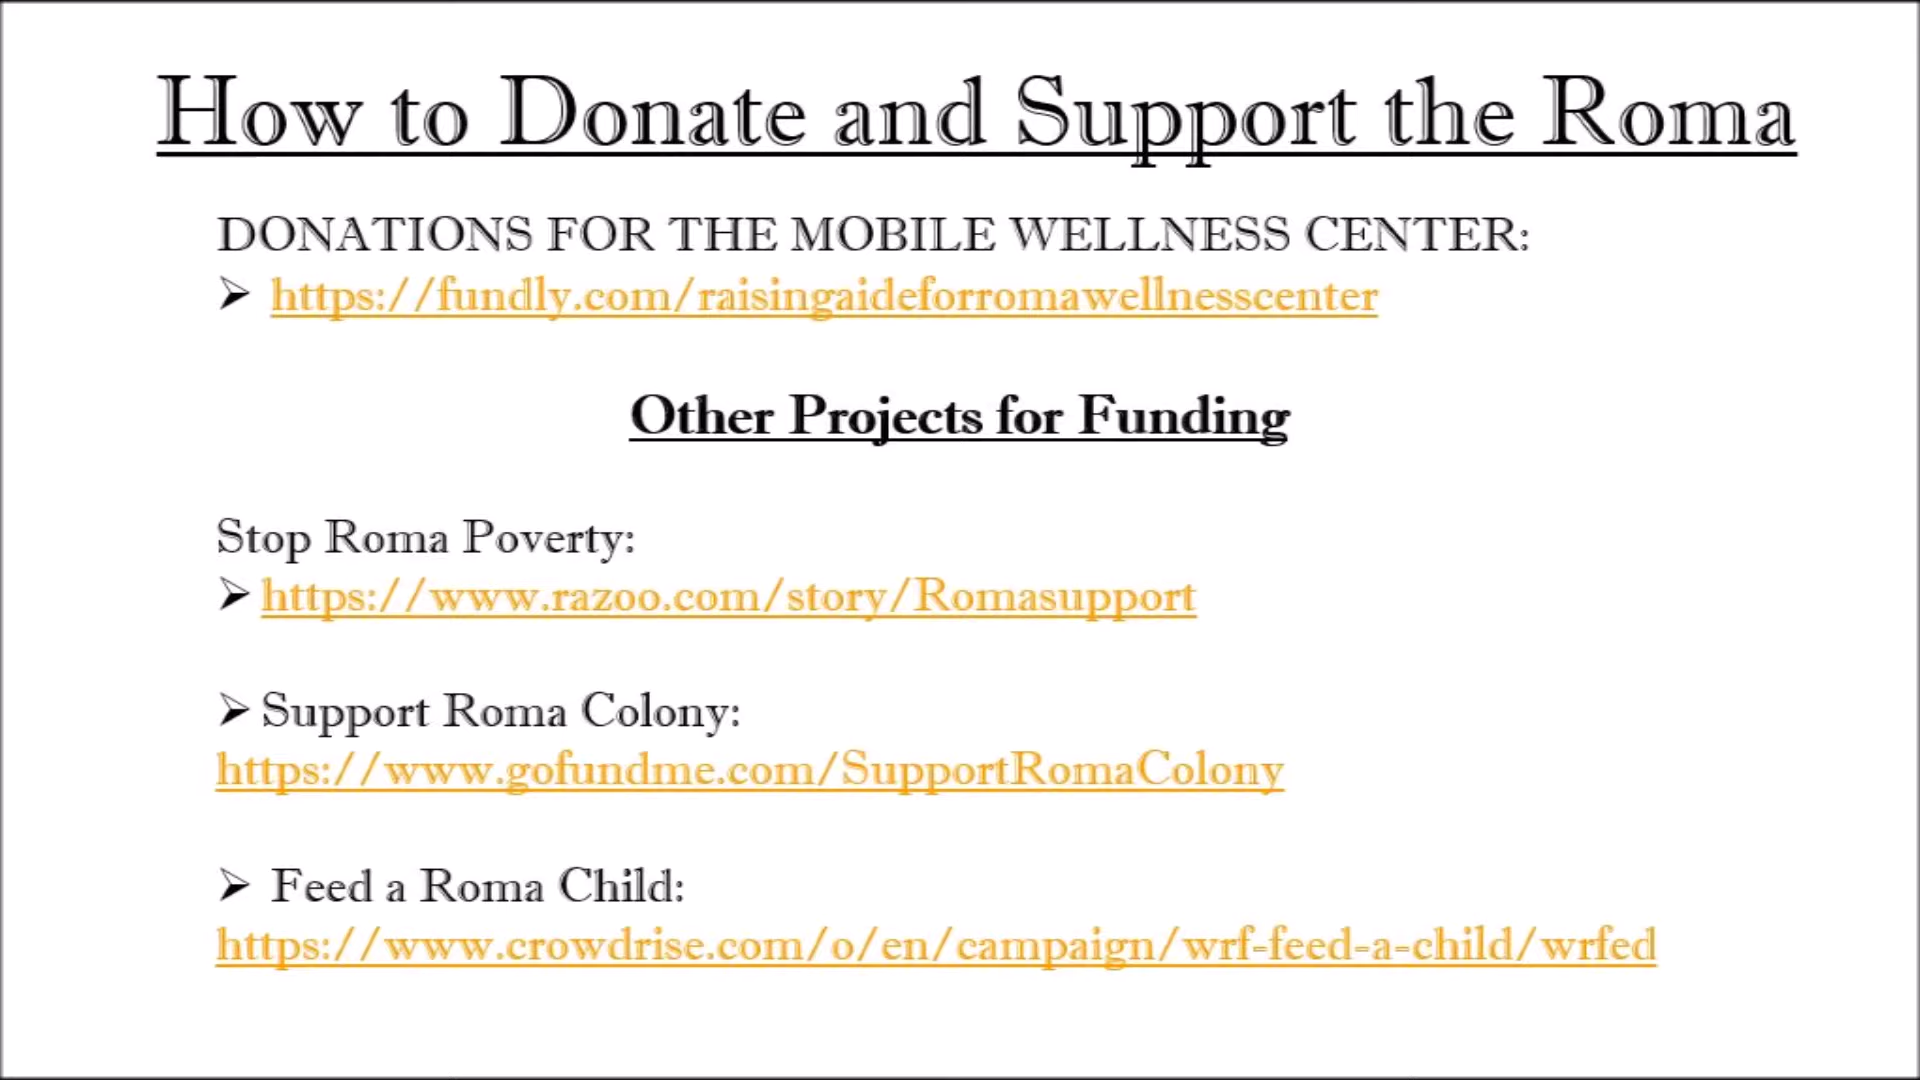 How to Donate and Support the Roma
DONATIONS FOR THE MOBILE WELLNESS CENTER:
➢ https://fundly.com/raisingaideforromawellnesscenter
Other Projects for Funding
Stop Roma Poverty:
➢ https://www.razoo.com/story/Romasupport
➢ Support Roma Colony:
https://www.gofundme.com/SupportRomaColony
➢ Feed a Roma Child:
https://www.crowdrise.com/o/en/campaign/wrf-feed-a-child/wrfed